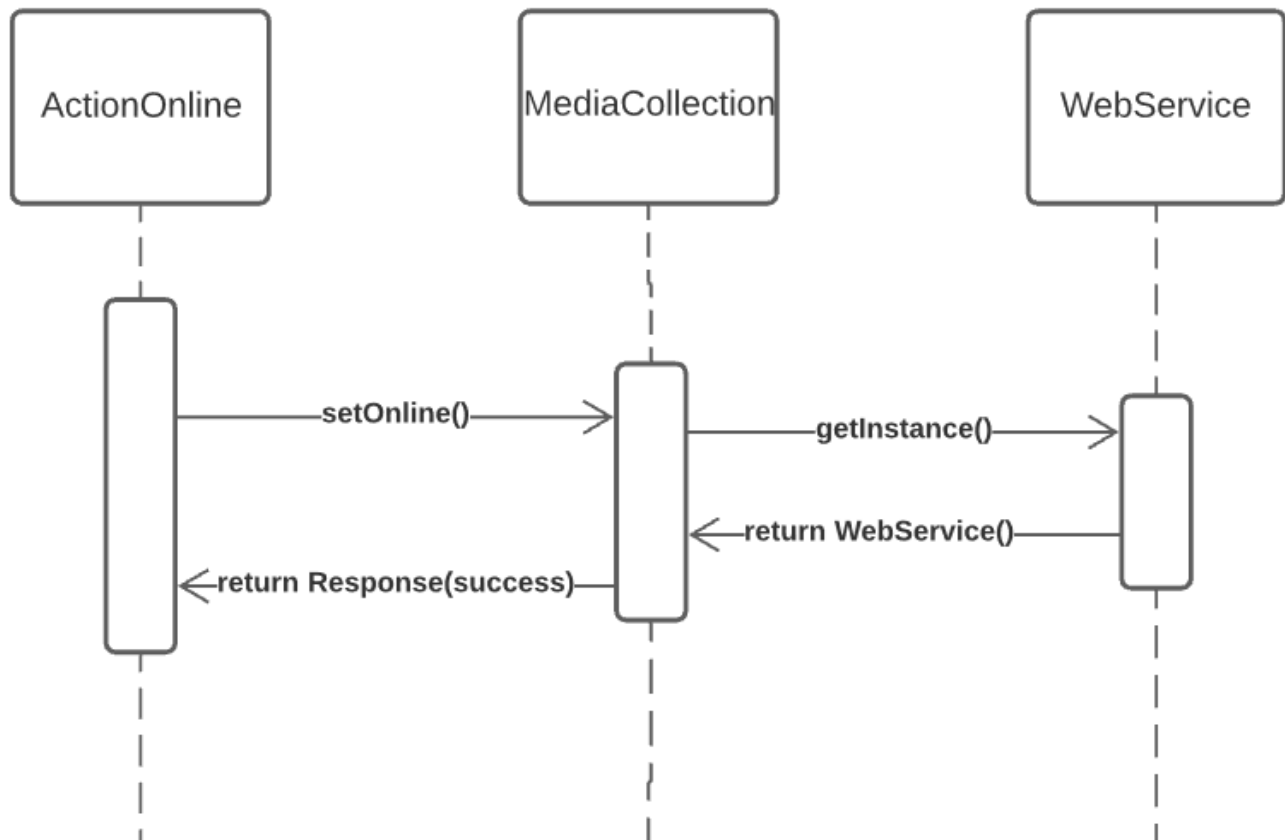 ActionOnline
MediaCollection
WebService
setOnline()
getInstance()
return WebService()
return Response(success)